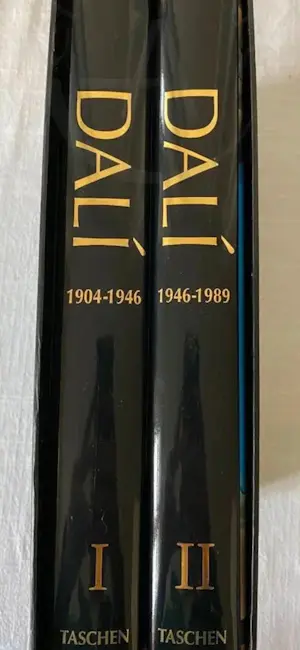 DALÍ
1904-1946
I
TASCHEN
DALÍ
1946-1989
II
TASCHEN